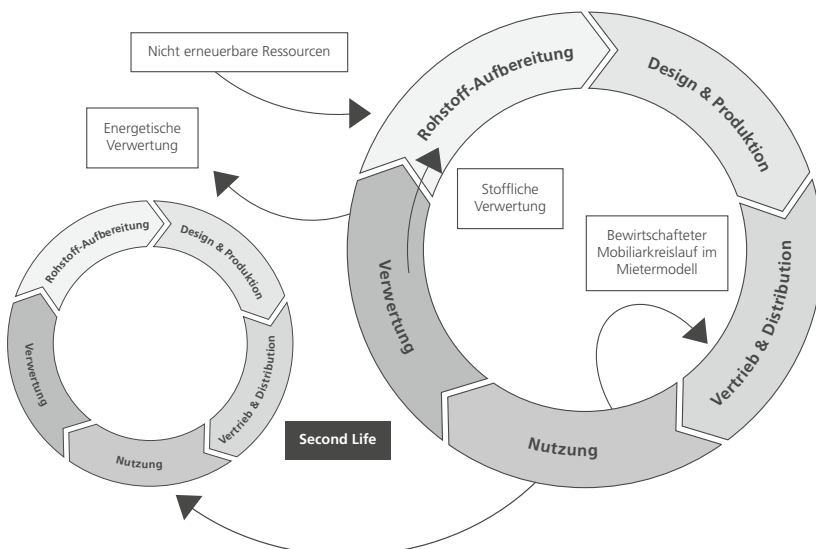 Nicht erneuerbare Ressourcen
Energetische
Verwertung
Rohstoff-Aufbereitung
Design & Produktion
Vertrieb & Distribution
Nutzung
Verwertung
Stoffliche
Verwertung
Bewirtschafteter
Mobiliarkreislauf im
Mietermodell
Rohstoff-Aufbereitung
Design & Produktion
Vertrieb & Distribution
Nutzung
Verwertung
Second Life